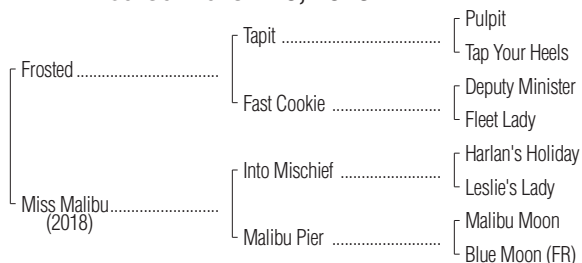 Pulpit
Tapit
Tap Your Heels
Frosted
Deputy Minister
Fast Cookie
Fleet Lady
Harlan's Holiday
Into Mischief
Leslie's Lady
Miss Malibu
(2018)
Malibu Moon
Malibu Pier
Blue Moon (FR)